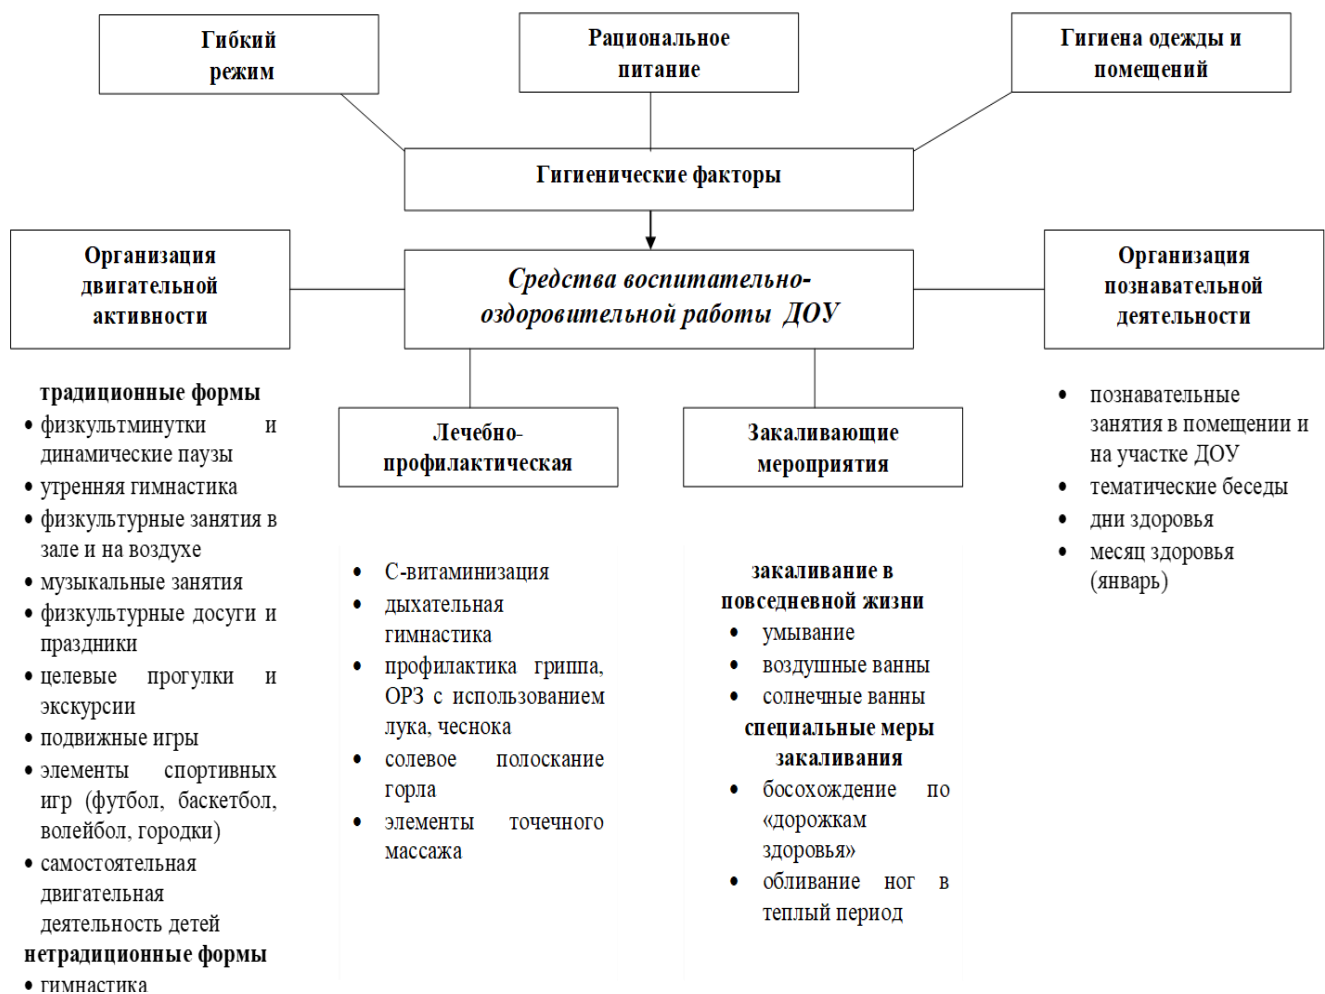 Гибкий
режим
Рациональное
питание
Гигиена одежды и
помещений
Гигиенические факторы
Организация
двигательной
активности
Средства воспитательно-
оздоровительной работы ДОУ
Организация
познавательной
деятельности
традиционные формы
• физкультминутки и
динамические паузы
• утренняя гимнастика
• физкультурные занятия в
зале и на воздухе
• музыкальные занятия
• физкультурные досуги и
праздники
• целевые прогулки и
экскурсии
• подвижные игры
• элементы спортивных
игр (футбол, баскетбол,
волейбол, городки)
• самостоятельная
двигательная
деятельность детей
нетрадиционные формы
• гимнастика
Лечебно-
профилактическая
• С-витаминизация
• дыхательная
гимнастика
• профилактика гриппа,
ОРЗ с использованием
лука, чеснока
• солевое полоскание
горла
• элементы точечного
массажа
Закаливающие
мероприятия
закаливание в
повседневной жизни
• умывание
• воздушные ванны
• солнечные ванны
специальные меры
закаливания
• босохождение по
«дорожкам
здоровья»
• обливание ног в
теплый период
• познавательные
занятия в помещении и
на участке ДОУ
• тематические беседы
• дни здоровья
• месяц здоровья
(январь)